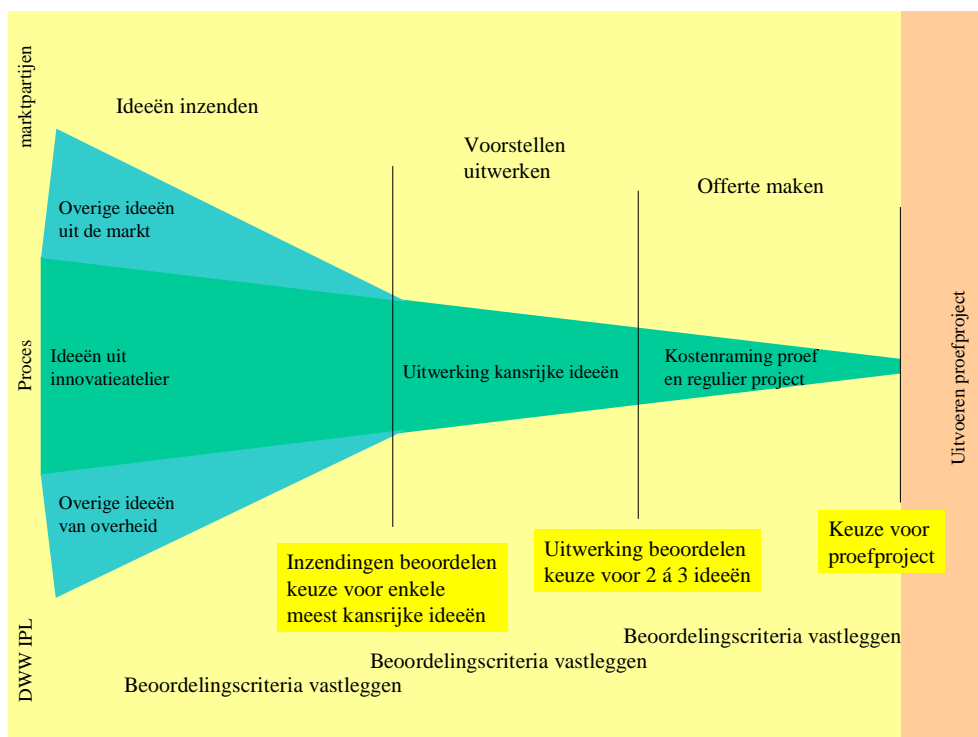 marktpartijen
Ideeën inzenden
Voorstellen
uitwerken
Offerte maken
Overige ideeën
uit de markt
Proces
Ideeën uit
innovatieatelier
Uitwerking kansrijke ideeën
Kostenraming proef
en regulier project
Uitvoeren proefproject
Overige ideeën
van overheid
Inzendingen beoordelen
keuze voor enkele
meest kansrijke ideeën
Uitwerking beoordelen
keuze voor 2 á 3 ideeën
Keuze voor
proefproject
DWW IPL
Beoordelingscriteria vastleggen
Beoordelingscriteria vastleggen
Beoordelingscriteria vastleggen